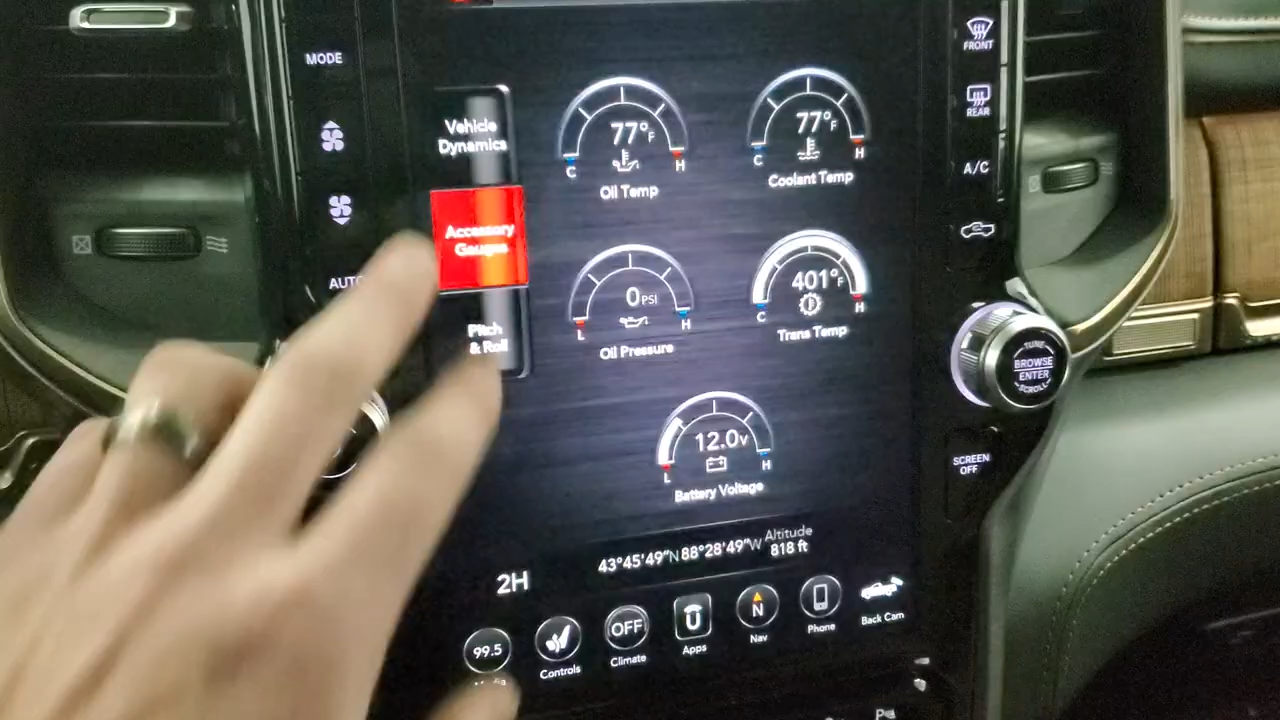 MODE
AUTO
Vehicle
Dynamics
Accessory
Gauges
Pitch
& Roll
77°F
C H
Oil Temp
77°F
C H
Coolant Temp
0 PSI
L H
Oil Pressure
401°F
C H
Trans Temp
12.0v
L H
Battery Voltage
43°45'49"N 88°28'49"W Altitude
818 ft
2H
99.5
Controls
OFF
Climate
Apps
N
Nav
Phone
Back Cam
FRONT
REAR
A/C
TUNE
BROWSE
ENTER
SCROLL
SCREEN
OFF